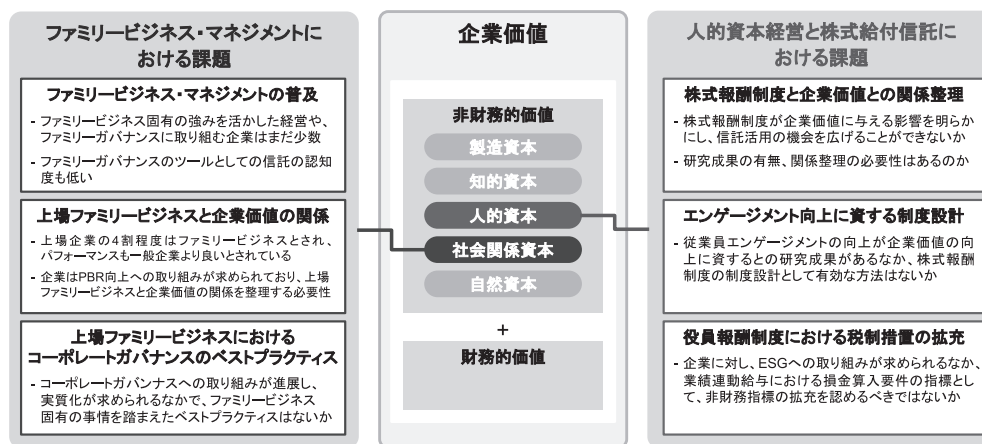 ファミリービジネス・マネジメントに
おける課題
ファミリービジネス・マネジメントの普及
- ファミリービジネス固有の強みを活かした経営や、
ファミリーガバナンスに取り組む企業はまだ少数
- ファミリーガバナンスのツールとしての信託の認知
度も低い
上場ファミリービジネスと企業価値の関係
- 上場企業の4割程度はファミリービジネスとされ、
パフォーマンスも一般企業より良いとされている
- 企業はPBR向上への取り組みが求められており、上場
ファミリービジネスと企業価値の関係を整理する必要性
上場ファミリービジネスにおける
コーポレートガバナンスのベストプラクティス
- コーポレートガバンナスへの取り組みが進展し、
実質化が求められるなかで、ファミリービジネス
固有の事情を踏まえたベストプラクティスはないか
企業価値
非財務的価値
製造資本
知的資本
人的資本
社会関係資本
自然資本
+
財務的価値
人的資本経営と株式給付信託に
おける課題
株式報酬制度と企業価値との関係整理
- 株式報酬制度が企業価値に与える影響を明らか
にし、信託活用の機会を広げることができないか
- 研究成果の有無、関係整理の必要性はあるのか
エンゲージメント向上に資する制度設計
- 従業員エンゲージメントの向上が企業価値の向
上に資するとの研究成果があるなか、株式報酬
制度の制度設計として有効な方法はないか
役員報酬制度における税制措置の拡充
- 企業に対し、ESGへの取り組みが求められるなか、
業績連動給与における損金算入要件の指標とし
て、非財務指標の拡充を認めるべきではないか